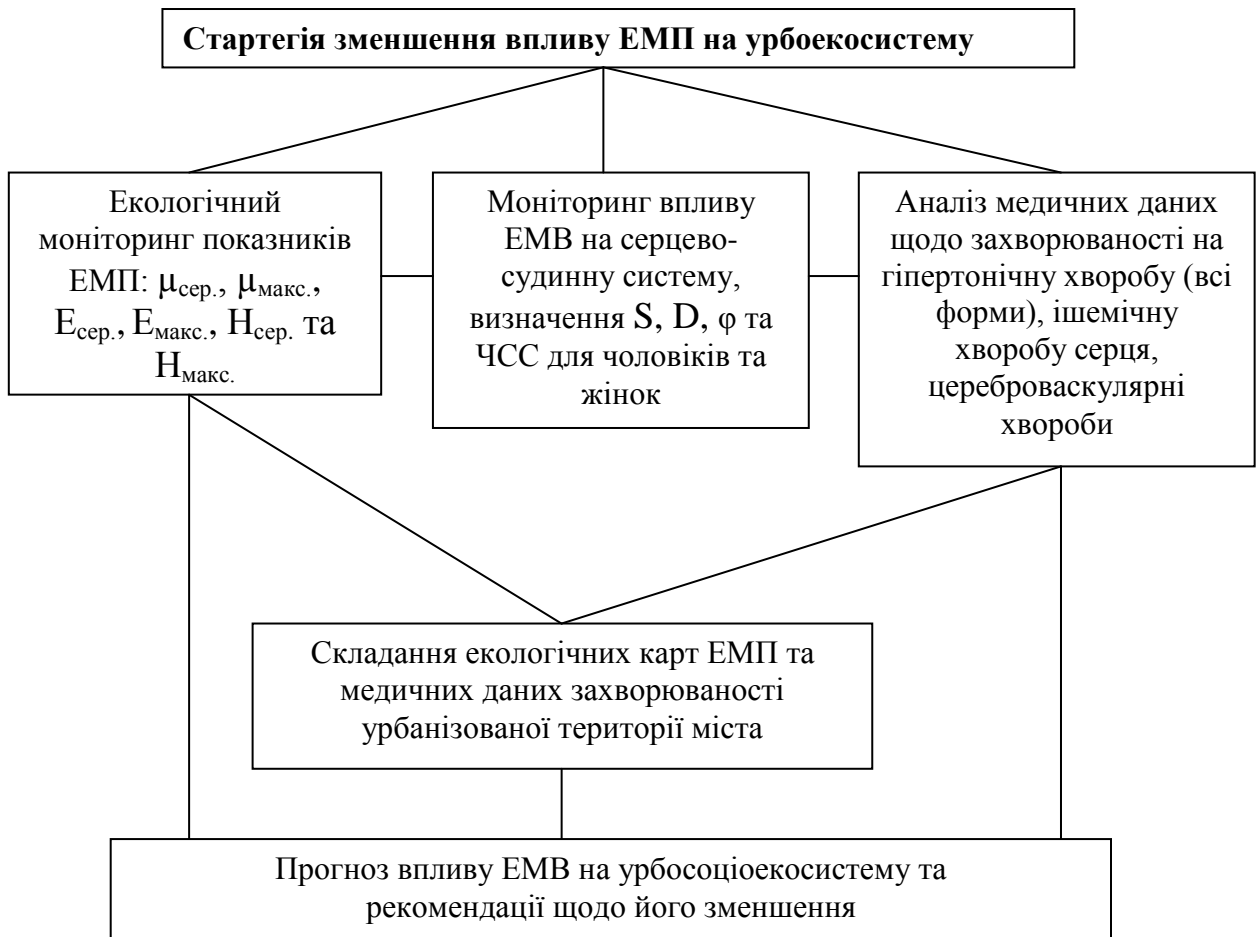 Стартегія зменшення впливу ЕМП на урбоекосистему
Екологічний
моніторинг показників
ЕМП: μсер., μмакс.,
Eсер., Eмакс., Hсер. та
Hмакс.
Моніторинг впливу
ЕМВ на серцево-
судинну систему,
визначення S, D, φ та
ЧСС для чоловіків та
жінок
Аналіз медичних даних
щодо захворюваності на
гіпертонічну хворобу (всі
форми), ішемічну
хворобу серця,
цереброваскулярні
хвороби
Складання екологічних карт ЕМП та
медичних даних захворюваності
урбанізованої території міста
Прогноз впливу ЕМВ на урбосоціоекосистему та
рекомендації щодо його зменшення